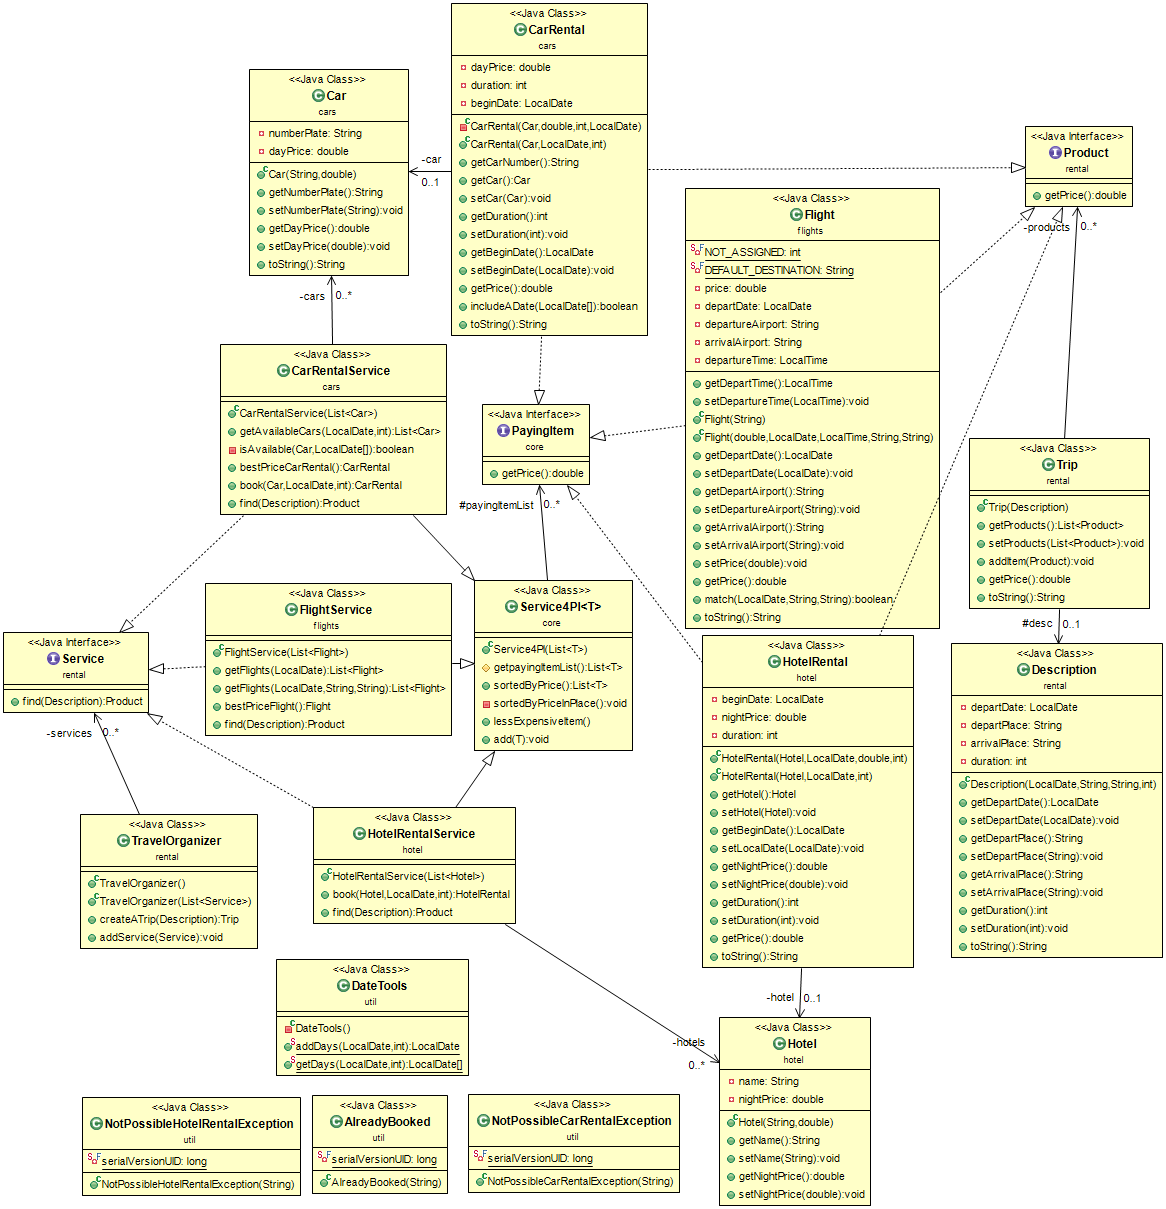 <<Java Class>>
CarRental
cars
dayPrice: double
duration: int
beginDate: LocalDate
CarRental(Car,double,int,LocalDate)
CarRental(Car,LocalDate,int)
getCarNumber():String
getCar():Car
setCar(Car):void
getDuration():int
setDuration(int):void
getBeginDate():LocalDate
setBeginDate(LocalDate):void
getPrice():double
includeADate(LocalDate[]):boolean
toString():String
<<Java Class>>
Car
cars
numberPlate: String
dayPrice: double
Car(String,double)
getNumberPlate():String
setNumberPlate(String):void
getDayPrice():double
setDayPrice(double):void
toString():String
-car
0..1
<<Java Interface>>
Product
rental
getPrice():double
-products
0..*
<<Java Class>>
Flight
flights
NOT_ASSIGNED: int
DEFAULT_DESTINATION: String
price: double
departDate: LocalDate
departureAirport: String
arrivalAirport: String
departureTime: LocalTime
getDepartTime():LocalTime
setDepartureTime(LocalTime):void
Flight(String)
Flight(double,LocalDate,LocalTime,String,String)
getDepartDate():LocalDate
setDepartDate(LocalDate):void
getDepartAirport():String
setDepartureAirport(String):void
getArrivalAirport():String
setArrivalAirport(String):void
setPrice(double):void
getPrice():double
match(LocalDate,String,String):boolean
toString():String
-cars
0..*
<<Java Class>>
CarRentalService
cars
CarRentalService(List<Car>)
getAvailableCars(LocalDate,int):List<Car>
isAvailable(Car,LocalDate[]):boolean
bestPriceCarRental():CarRental
book(Car,LocalDate,int):CarRental
find(Description):Product
<<Java Interface>>
PayingItem
core
getPrice():double
#payingItemList
0..*
<<Java Class>>
Trip
rental
Trip(Description)
getProducts():List<Product>
setProducts(List<Product>):void
addItem(Product):void
getPrice():double
toString():String
#desc
0..1
<<Java Class>>
FlightService
flights
FlightService(List<Flight>)
getFlights(LocalDate):List<Flight>
getFlights(LocalDate,String,String):List<Flight>
bestPriceFlight():Flight
find(Description):Product
<<Java Class>>
Service4PI<T>
core
Service4PI(List<T>)
getpayingItemList():List<T>
sortedByPrice():List<T>
sortedByPriceInPlace():void
lessExpensiveItem()
add(T):void
<<Java Interface>>
Service
rental
find(Description):Product
-services
0..*
<<Java Class>>
HotelRental
hotel
beginDate: LocalDate
nightPrice: double
duration: int
HotelRental(Hotel,LocalDate,double,int)
HotelRental(Hotel,LocalDate,int)
getHotel():Hotel
setHotel(Hotel):void
getBeginDate():LocalDate
setLocalDate(LocalDate):void
getNightPrice():double
setNightPrice(double):void
getDuration():int
setDuration(int):void
getPrice():double
toString():String
<<Java Class>>
Description
rental
departDate: LocalDate
departPlace: String
arrivalPlace: String
duration: int
Description(LocalDate,String,String,int)
getDepartDate():LocalDate
setDepartDate(LocalDate):void
getDepartPlace():String
setDepartPlace(String):void
getArrivalPlace():String
setArrivalPlace(String):void
getDuration():int
setDuration(int):void
toString():String
<<Java Class>>
TravelOrganizer
rental
TravelOrganizer()
TravelOrganizer(List<Service>)
createATrip(Description):Trip
addService(Service):void
<<Java Class>>
HotelRentalService
hotel
HotelRentalService(List<Hotel>)
book(Hotel,LocalDate,int):HotelRental
find(Description):Product
<<Java Class>>
DateTools
util
DateTools()
addDays(LocalDate,int):LocalDate
getDays(LocalDate,int):LocalDate[]
-hotel
0..1
-hotels
0..*
<<Java Class>>
Hotel
hotel
name: String
nightPrice: double
Hotel(String,double)
getName():String
setName(String):void
getNightPrice():double
setNightPrice(double):void
<<Java Class>>
NotPossibleHotelRentalException
util
serialVersionUID: long
NotPossibleHotelRentalException(String)
<<Java Class>>
AlreadyBooked
util
serialVersionUID: long
AlreadyBooked(String)
<<Java Class>>
NotPossibleCarRentalException
util
serialVersionUID: long
NotPossibleCarRentalException(String)